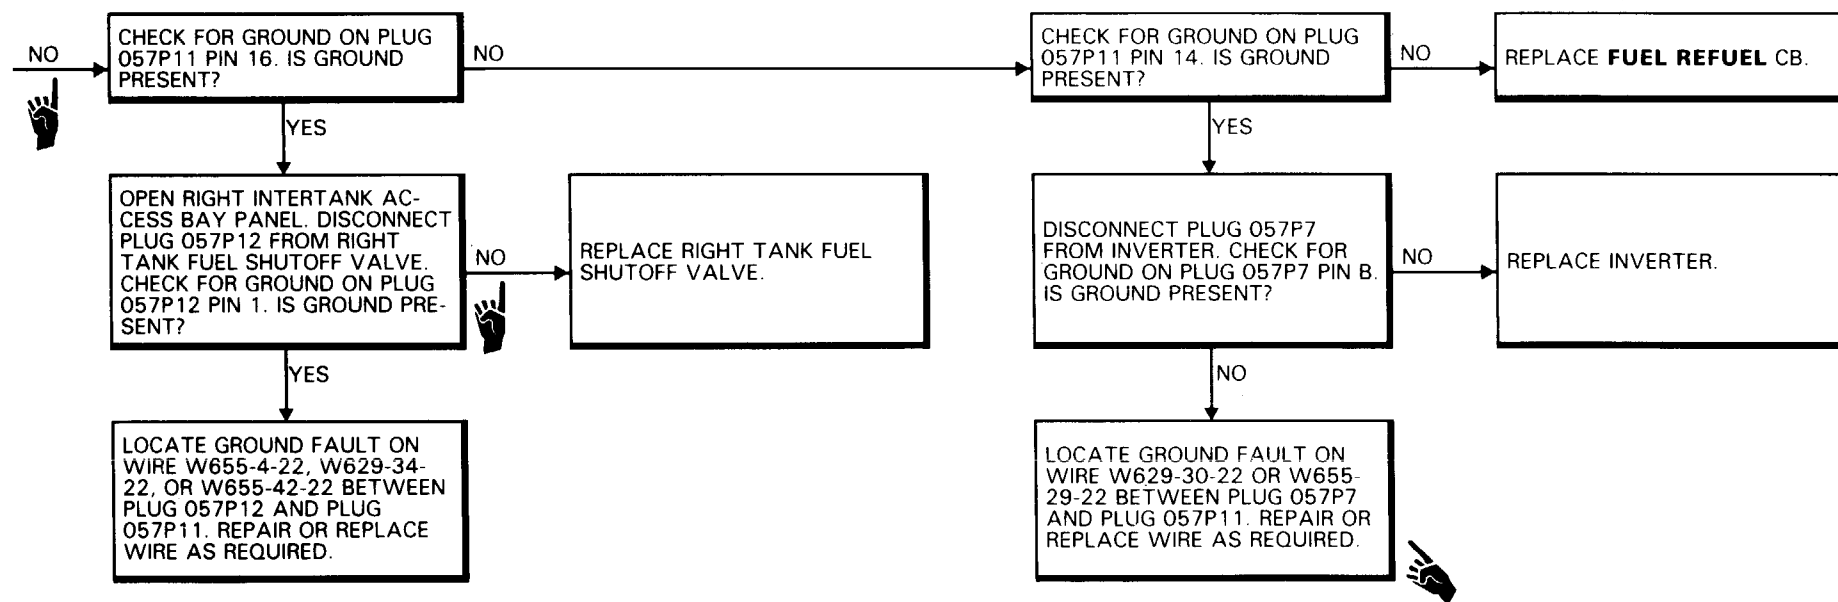 NO
CHECK FOR GROUND ON PLUG
057P11 PIN 16. IS GROUND
PRESENT?
NO
CHECK FOR GROUND ON PLUG
057P11 PIN 14. IS GROUND
PRESENT?
NO
REPLACE FUEL REFUEL CB.
YES
YES
OPEN RIGHT INTERTANK AC-
CESS BAY PANEL. DISCONNECT
PLUG 057P12 FROM RIGHT
TANK FUEL SHUTOFF VALVE.
CHECK FOR GROUND ON PLUG
057P12 PIN 1. IS GROUND PRE-
SENT?
NO
REPLACE RIGHT TANK FUEL
SHUTOFF VALVE.
DISCONNECT PLUG 057P7
FROM INVERTER. CHECK FOR
GROUND ON PLUG 057P7 PIN B.
IS GROUND PRESENT?
NO
REPLACE INVERTER.
YES
NO
LOCATE GROUND FAULT ON
WIRE W655-4-22, W629-34-
22, OR W655-42-22 BETWEEN
PLUG 057P12 AND PLUG
057P11. REPAIR OR REPLACE
WIRE AS REQUIRED.
LOCATE GROUND FAULT ON
WIRE W629-30-22 OR W655-
29-22 BETWEEN PLUG 057P7
AND PLUG 057P11. REPAIR OR
REPLACE WIRE AS REQUIRED.